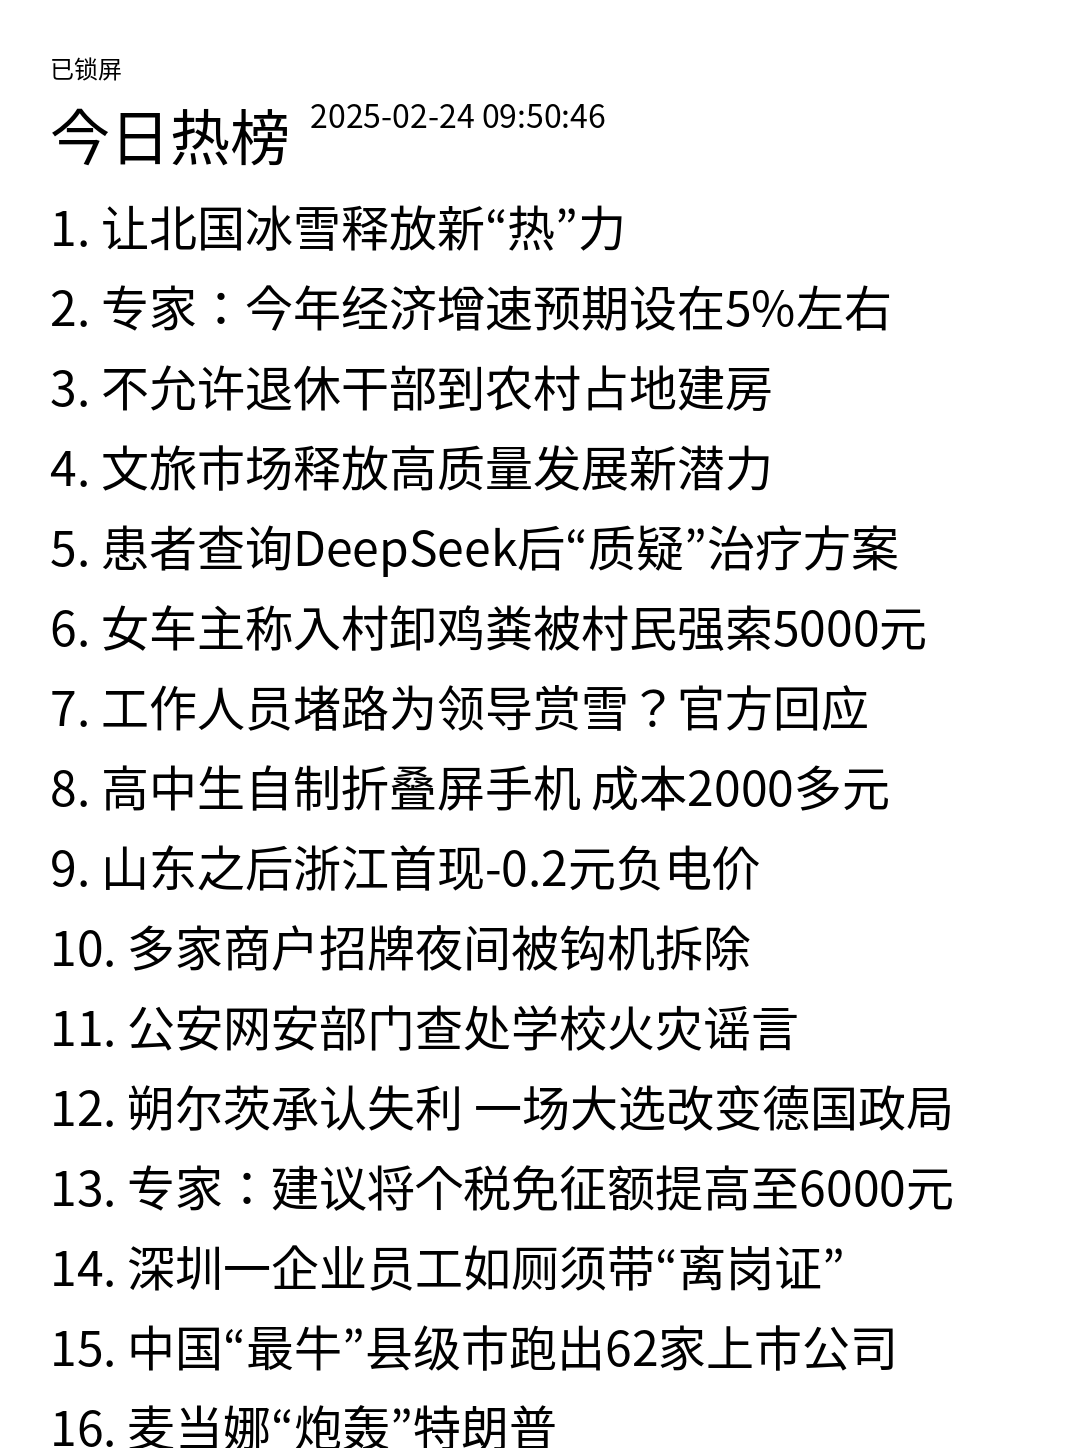 已锁屏
今日热榜 2025-02-24 09:50:46
1. 让北国冰雪释放新“热”力
2. 专家：今年经济增速预期设在5%左右
3. 不允许退休干部到农村占地建房
4. 文旅市场释放高质量发展新潜力
5. 患者查询DeepSeek后“质疑”治疗方案
6. 女车主称入村卸鸡粪被村民强索5000元
7. 工作人员堵路为领导赏雪？官方回应
8. 高中生自制折叠屏手机 成本2000多元
9. 山东之后浙江首现-0.2元负电价
10. 多家商户招牌夜间被钩机拆除
11. 公安网安部门查处学校火灾谣言
12. 朔尔茨承认失利 一场大选改变德国政局
13. 专家：建议将个税免征额提高至6000元
14. 深圳一企业员工如厕须带“离岗证”
15. 中国“最牛”县级市跑出62家上市公司
16. 麦当娜“炮轰”特朗普